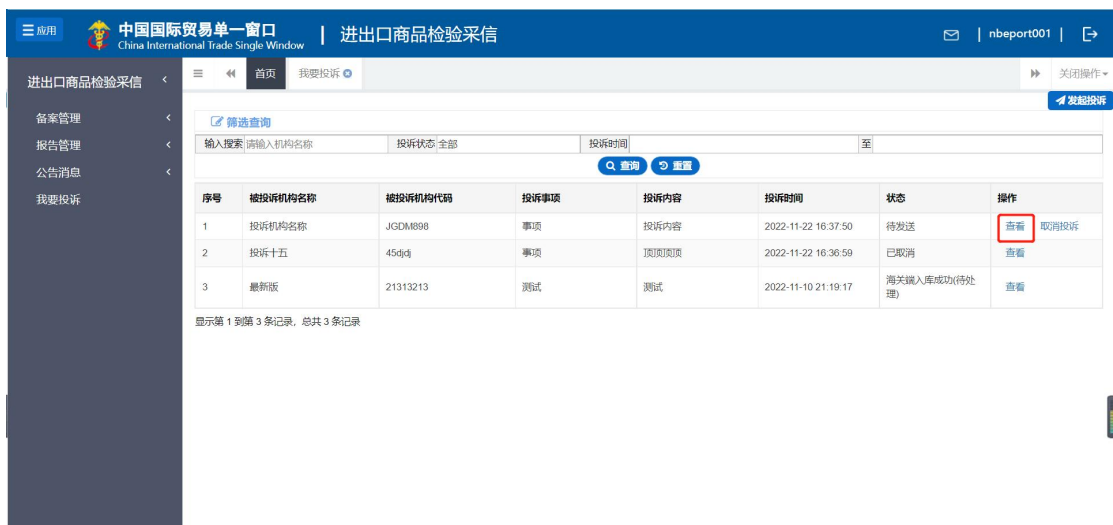 应用 中国国际贸易单一窗口 | 进出口商品检验采信 | nbeport001 |
China International Trade Single Window
进出口商品检验采信 首页 我要投诉 关闭操作
发起投诉
备案管理
报告管理
公告消息
我要投诉
筛选查询
输入搜索 请输入机构名称 投诉状态 全部 投诉时间 至
查询 重置
序号 被投诉机构名称 被投诉机构代码 投诉事项 投诉内容 投诉时间 状态 操作
1 投诉机构名称 JGDM898 事项 投诉内容 2022-11-22 16:37:50 待发送 查看 取消投诉
2 投诉十五 45djdj 事项 顶顶顶顶 2022-11-22 16:36:59 已取消 查看
3 最新版 21313213 测试 测试 2022-11-10 21:19:17 海关端入库成功(待处
理) 查看
显示第 1 到第 3 条记录，总共 3 条记录